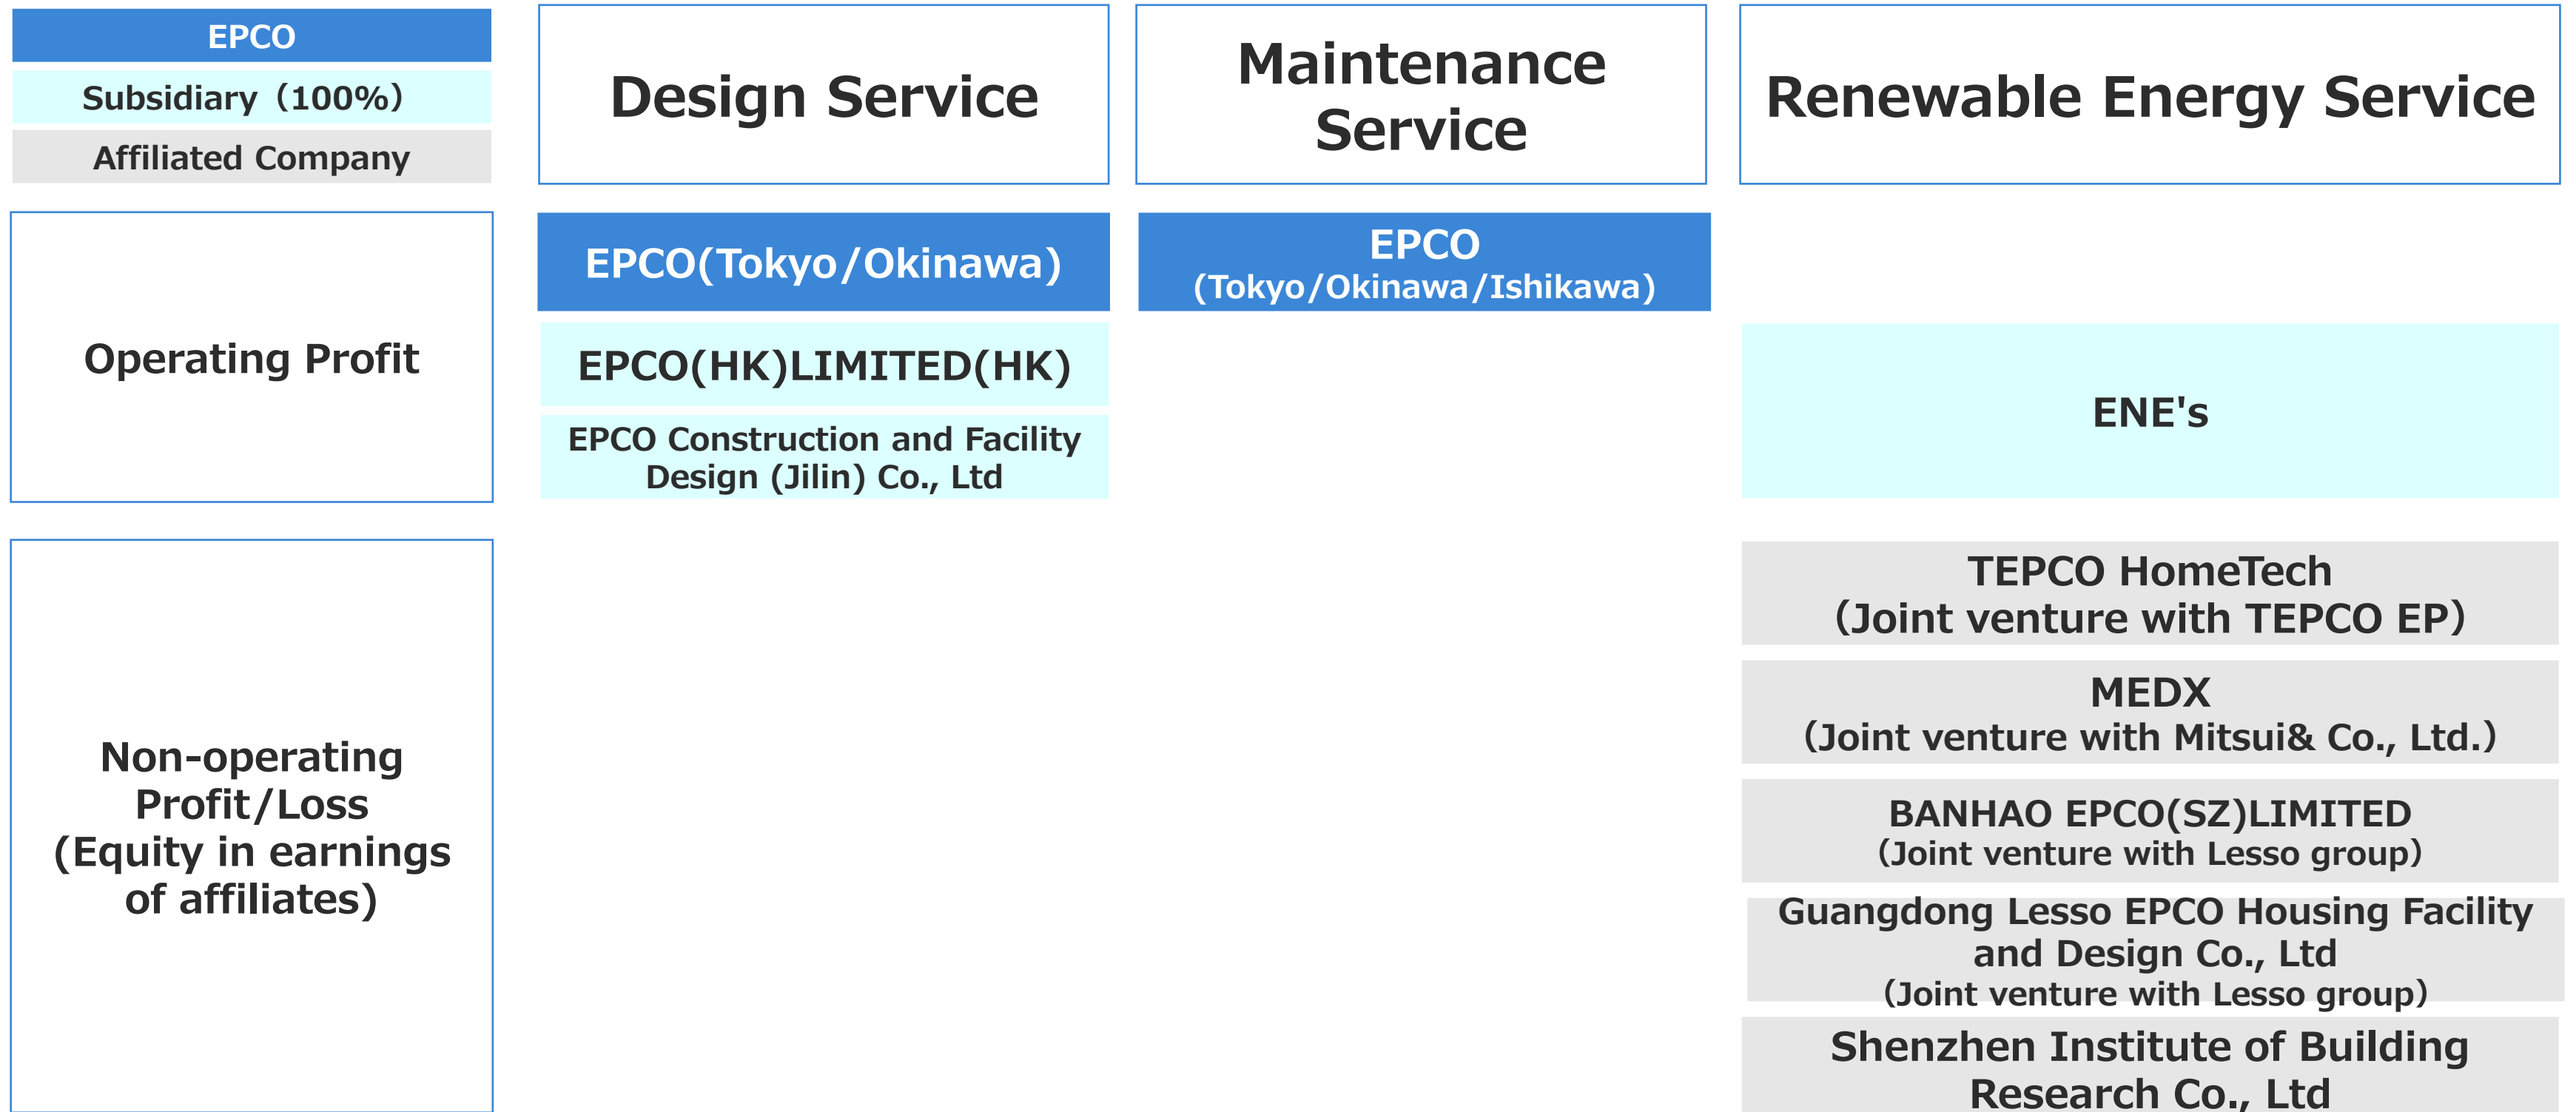 EPCO
Subsidiary（100%）
Affiliated Company
Design Service
Maintenance
Service
Renewable Energy Service
Operating Profit
EPCO(Tokyo/Okinawa)
EPCO
(Tokyo/Okinawa/Ishikawa)
EPCO(HK)LIMITED(HK)
EPCO Construction and Facility
Design (Jilin) Co., Ltd
ENE's
Non-operating
Profit/Loss
(Equity in earnings
of affiliates)
TEPCO HomeTech
（Joint venture with TEPCO EP）
MEDX
（Joint venture with Mitsui& Co., Ltd.）
BANHAO EPCO(SZ)LIMITED
（Joint venture with Lesso group）
Guangdong Lesso EPCO Housing Facility
and Design Co., Ltd
（Joint venture with Lesso group）
Shenzhen Institute of Building
Research Co., Ltd